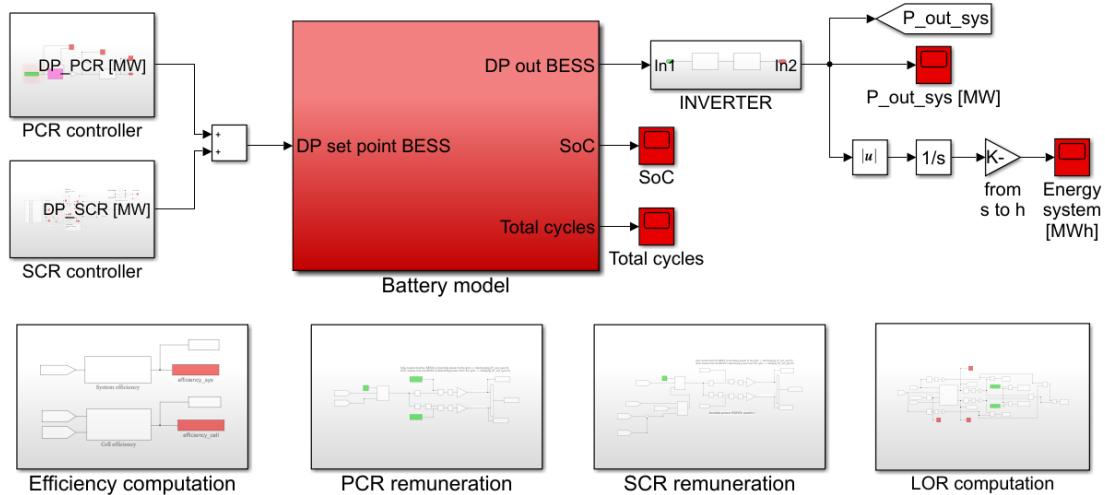 DP_PCR [MW]
PCR controller
DP_SCR [MW]
SCR controller
+
+
DP set point BESS
DP out BESS
SoC
Total cycles
Battery model
In1
In2
INVERTER
SoC
Total cycles
P_out_sys
P_out_sys [MW]
|u|
1/s
K-
from
s to h
Energy
system
[MWh]
System efficiency
efficiency_sys
Cell efficiency
efficiency_cell
Efficiency computation
PCR remuneration
SCR remuneration
LOR computation